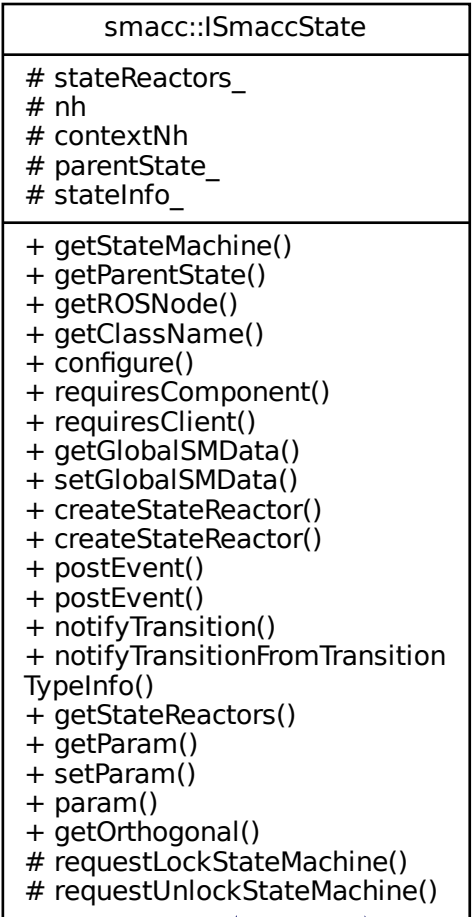 smacc::ISmaccState
# stateReactors_
# nh
# contextNh
# parentState_
# stateInfo_
+ getStateMachine()
+ getParentState()
+ getROSNode()
+ getClassName()
+ configure()
+ requiresComponent()
+ requiresClient()
+ getGlobalSMData()
+ setGlobalSMData()
+ createStateReactor()
+ createStateReactor()
+ postEvent()
+ postEvent()
+ notifyTransition()
+ notifyTransitionFromTransition
TypeInfo()
+ getStateReactors()
+ getParam()
+ setParam()
+ param()
+ getOrthogonal()
# requestLockStateMachine()
# requestUnlockStateMachine()